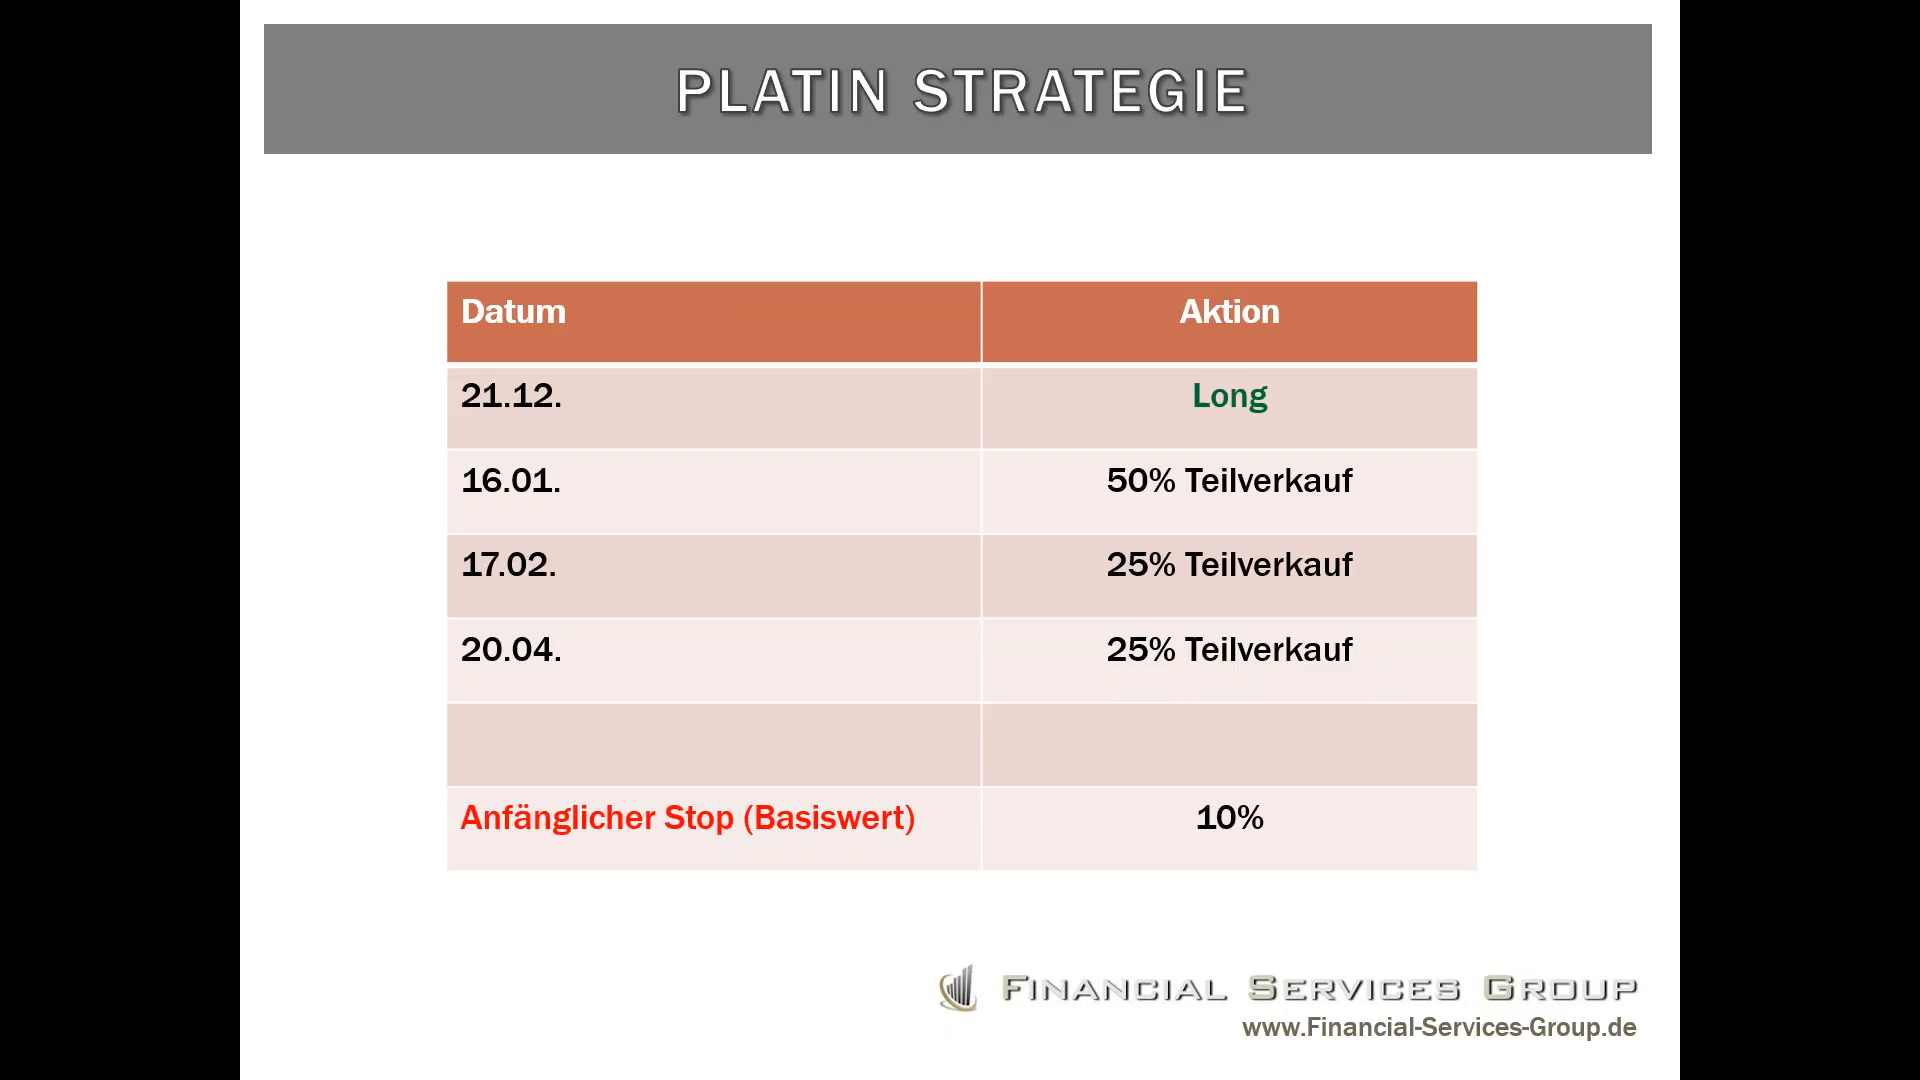 PLATIN STRATEGIE
Datum Aktion
21.12. Long
16.01. 50% Teilverkauf
17.02. 25% Teilverkauf
20.04. 25% Teilverkauf
Anfänglicher Stop (Basiswert) 10%
FINANCIAL SERVICES GROUP
www.Financial-Services-Group.de